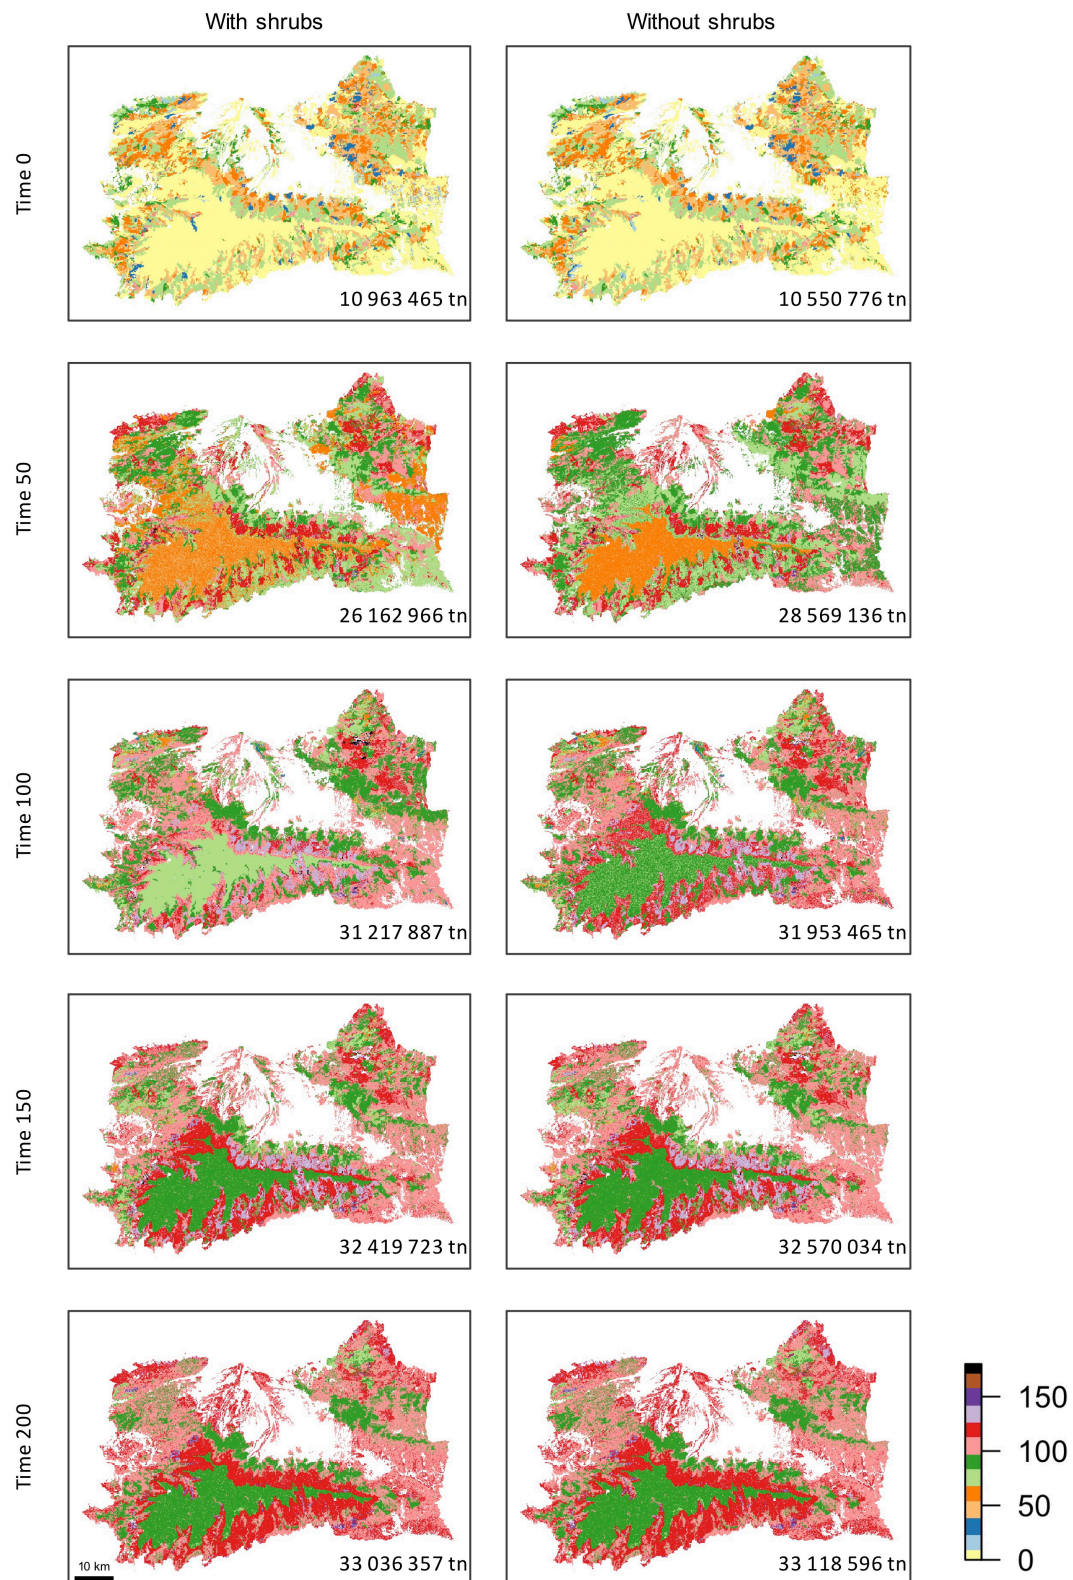 With shrubs
Without shrubs
Time 0
10 963 465 tn
10 550 776 tn
Time 50
26 162 966 tn
28 569 136 tn
Time 100
31 217 887 tn
31 953 465 tn
Time 150
32 419 723 tn
32 570 034 tn
Time 200
10 km
33 036 357 tn
33 118 596 tn
150
100
50
0